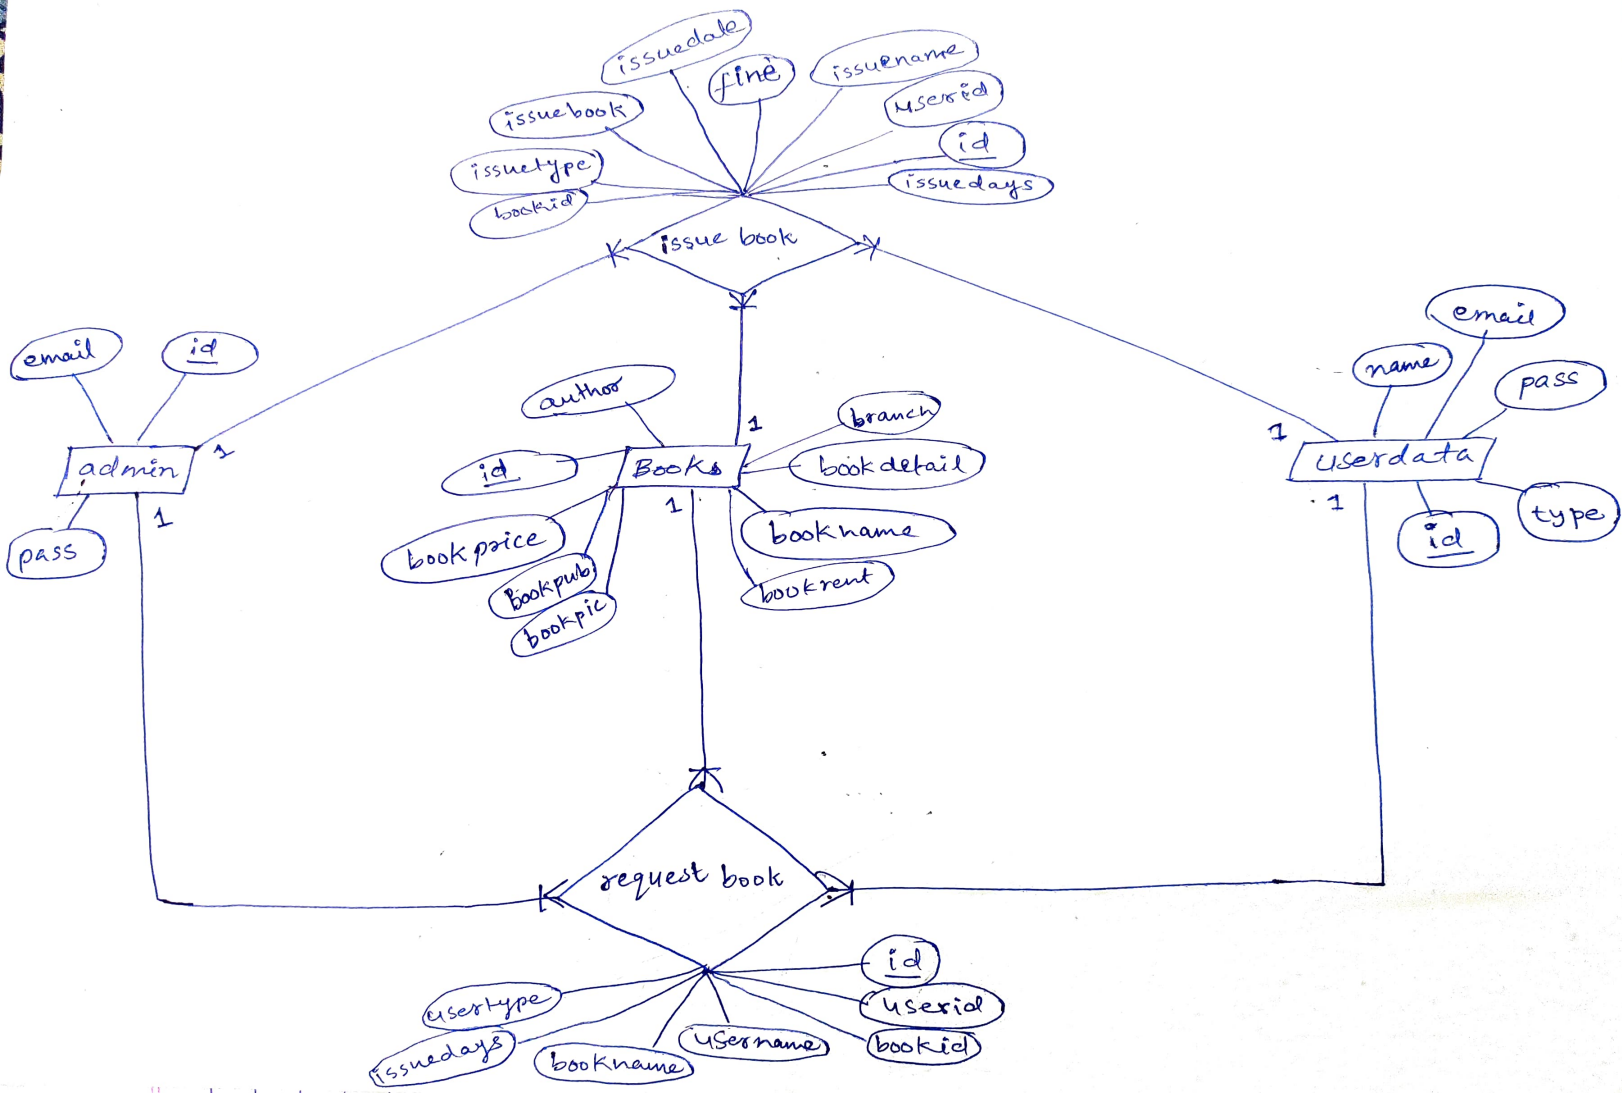 issuedate
fine
issuename
issuebook
userid
id
issuetype
issuedays
bookid
issue book
email
id
email
name
pass
author
branch
1
1
1
admin
id
Books
bookdetail
userdata
1
1
1
pass
bookprice
bookname
id
type
Bookpub
bookrent
bookpic
request book
id
usertype
userid
issuedays
bookname
username
bookid